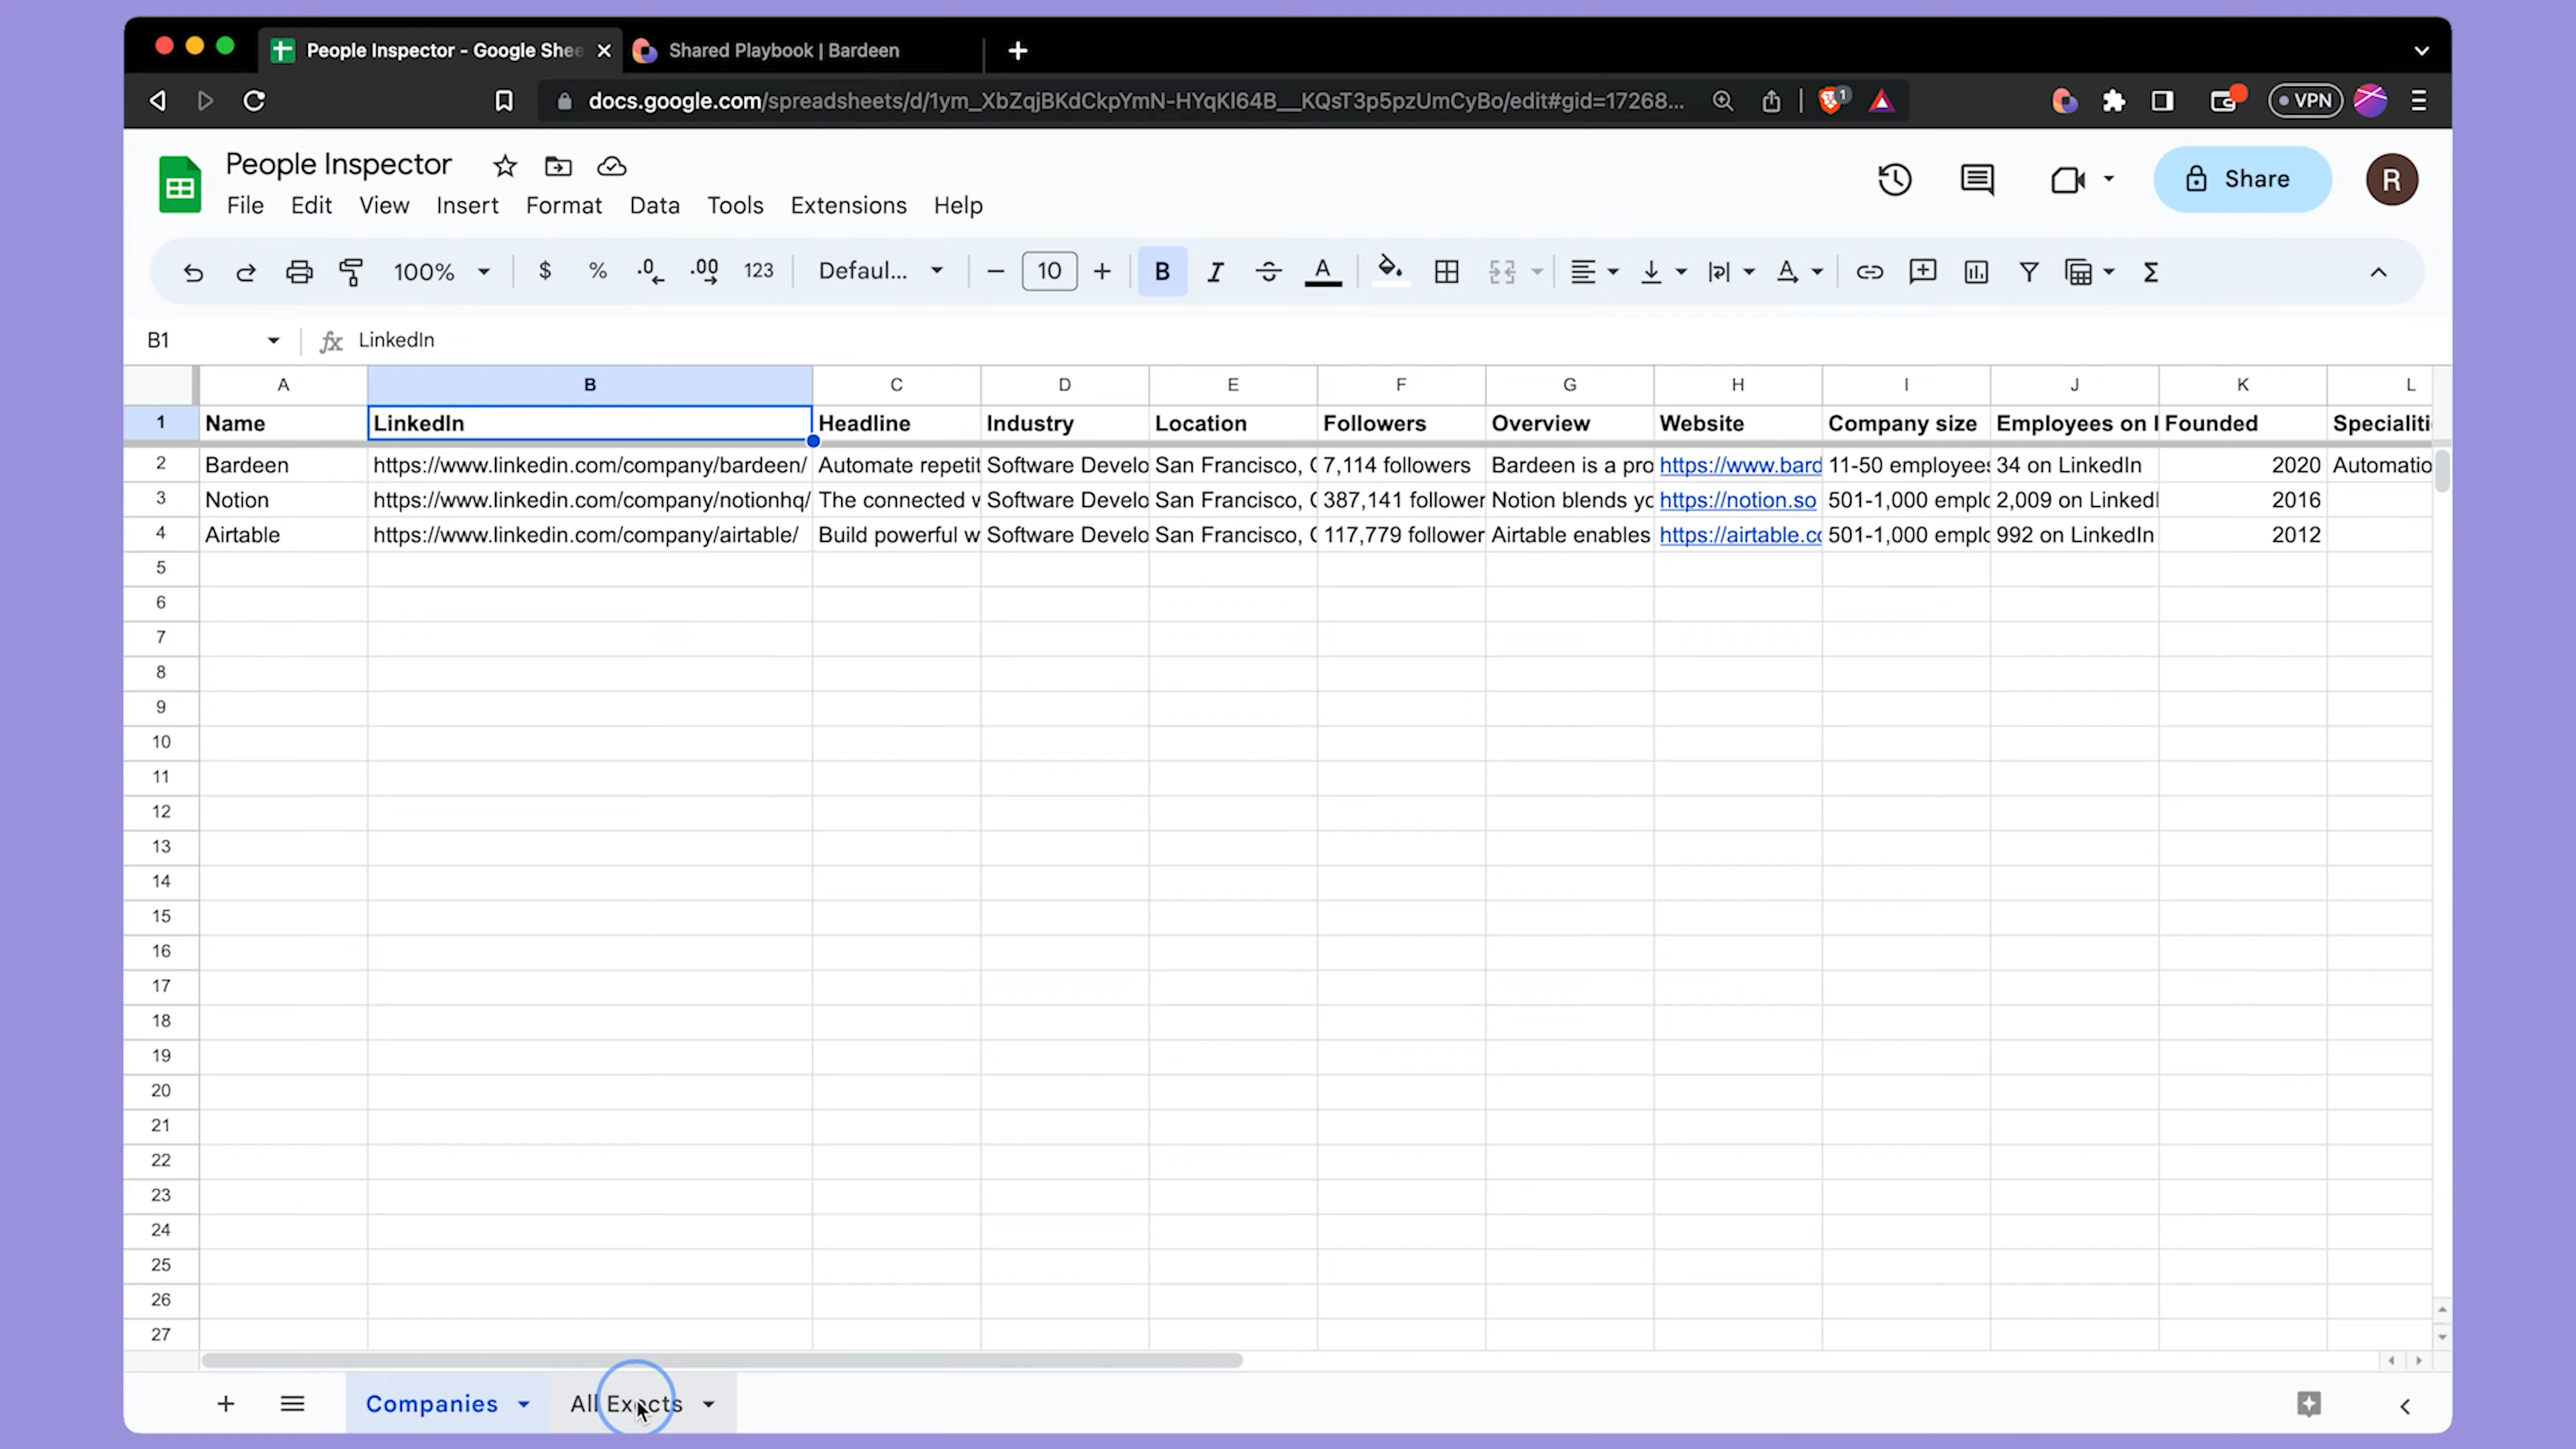 People Inspector - Google Shee
Shared Playbook | Bardeen
docs.google.com/spreadsheets/d/1ym_XbZqjBKdCkpYmN-HYqKl64B__KQsT3p5pzUmCyBo/edit#gid=17268...
1
VPN
People Inspector
Share
R
File Edit View Insert Format Data Tools Extensions Help
100% $ % .0 .00 123 Defaul... 10 B I A A Σ
B1 fx LinkedIn
A B C D E F G H I J K L
1 Name LinkedIn Headline Industry Location Followers Overview Website Company size Employees on l Founded Specialiti
2 Bardeen https://www.linkedin.com/company/bardeen/ Automate repetit Software Develo San Francisco, C 7,114 followers Bardeen is a pro https://www.bard 11-50 employees 34 on LinkedIn 2020 Automatio
3 Notion https://www.linkedin.com/company/notionhq/ The connected w Software Develo San Francisco, C 387,141 follower Notion blends yo https://notion.so 501-1,000 emplo 2,009 on LinkedI 2016
4 Airtable https://www.linkedin.com/company/airtable/ Build powerful w Software Develo San Francisco, C 117,779 follower Airtable enables https://airtable.co 501-1,000 emplo 992 on LinkedIn 2012
5
6
7
8
9
10
11
12
13
14
15
16
17
18
19
20
21
22
23
24
25
26
27
Companies All